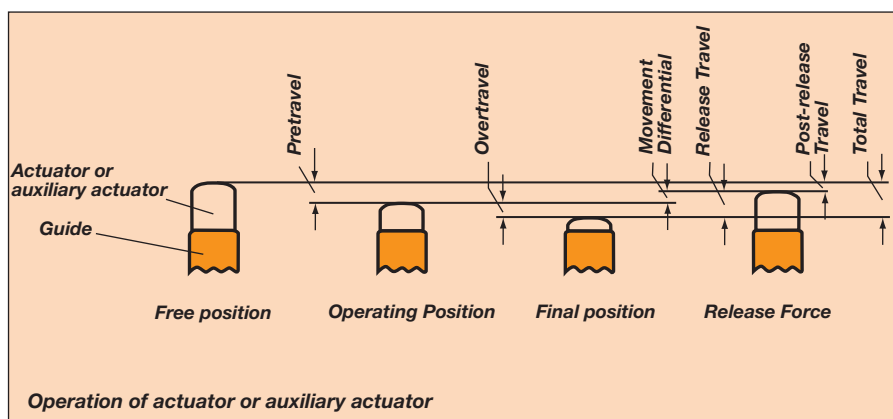 Pretravel
Overtravel
Movement
Differential
Release Travel
Post-release
Travel
Total Travel
Actuator or
auxiliary actuator
Guide
Free position
Operating Position
Final position
Release Force
Operation of actuator or auxiliary actuator